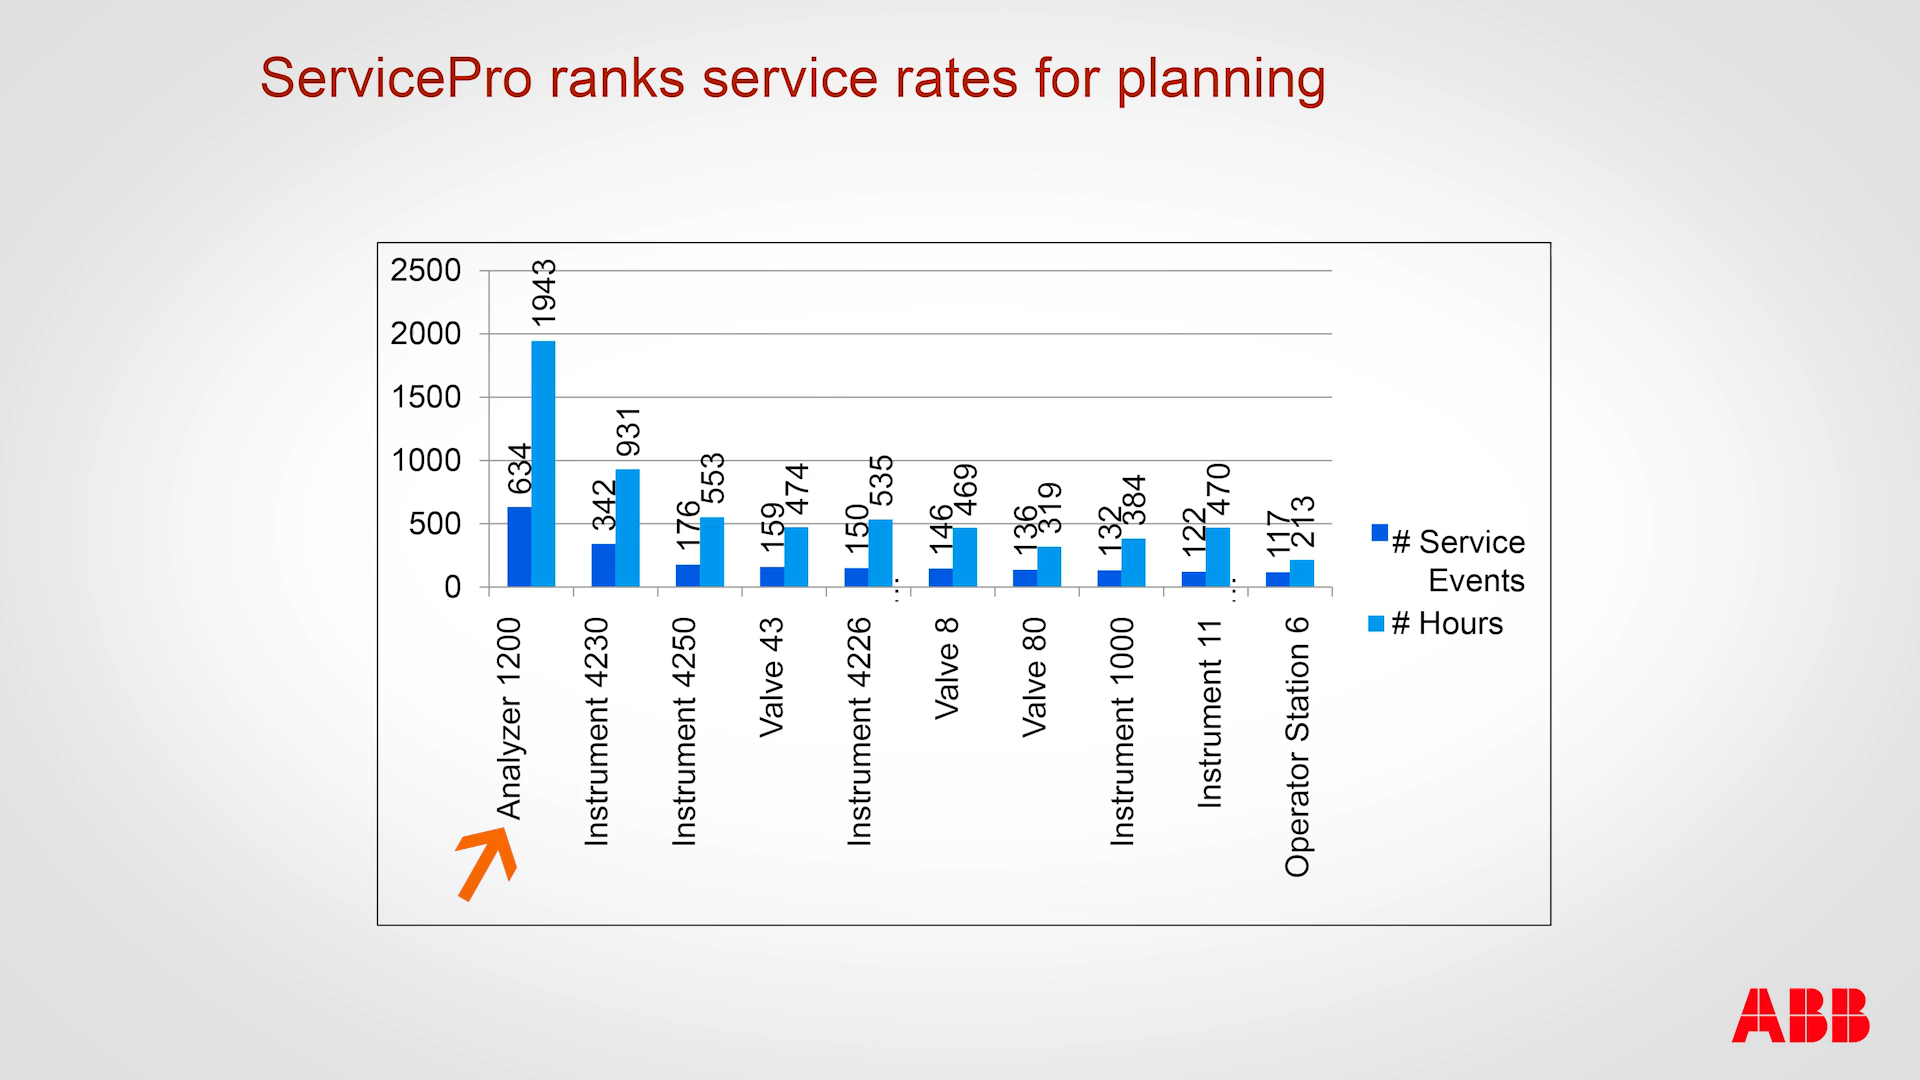 ServicePro ranks service rates for planning
2500
2000
1500
1000
500
0
634
1943
342
931
176
553
159
474
150
535
146
469
136
319
132
384
122
470
117
213
Analyzer 1200
Instrument 4230
Instrument 4250
Valve 43
Instrument 4226
Valve 8
Valve 80
Instrument 1000
Instrument 11
Operator Station 6
# Service
Events
# Hours
ABB